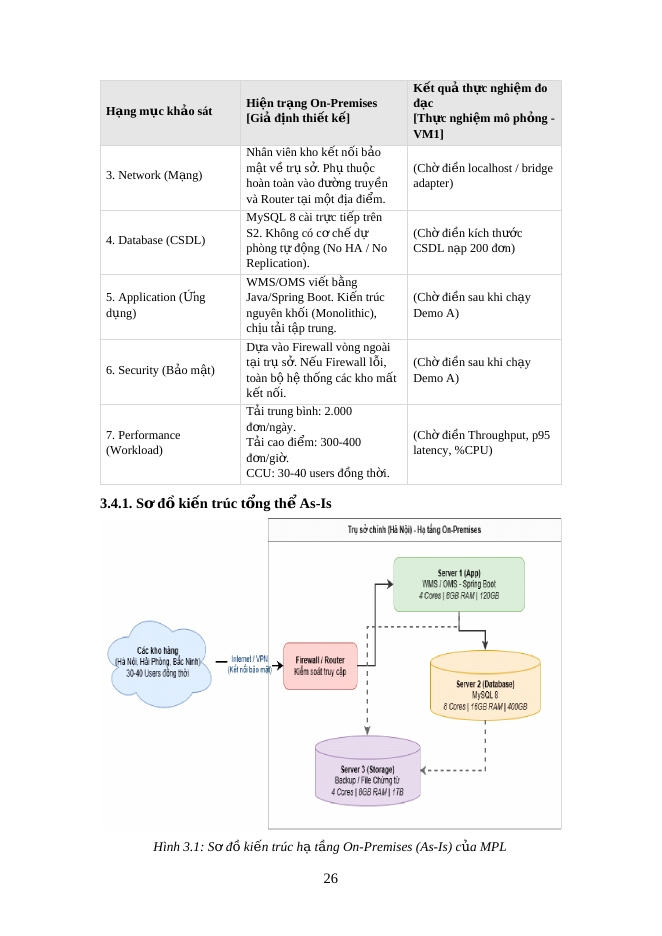 Hạng mục khảo sát
Hiện trạng On-Premises
[Giả định thiết kế]
Kết quả thực nghiệm đo
đạc
[Thực nghiệm mô phỏng -
VM1]
3. Network (Mạng)
Nhân viên kho kết nối bảo
mật về trụ sở. Phụ thuộc
hoàn toàn vào đường truyền
và Router tại một địa điểm.
(Chờ điền localhost / bridge
adapter)
4. Database (CSDL)
MySQL 8 cài trực tiếp trên
S2. Không có cơ chế dự
phòng tự động (No HA / No
Replication).
(Chờ điền kích thước
CSDL nạp 200 đơn)
5. Application (Ứng
dụng)
WMS/OMS viết bằng
Java/Spring Boot. Kiến trúc
nguyên khối (Monolithic),
chịu tải tập trung.
(Chờ điền sau khi chạy
Demo A)
6. Security (Bảo mật)
Dựa vào Firewall vòng ngoài
tại trụ sở. Nếu Firewall lỗi,
toàn bộ hệ thống các kho mất
kết nối.
(Chờ điền sau khi chạy
Demo A)
7. Performance
(Workload)
Tải trung bình: 2.000
đơn/ngày.
Tải cao điểm: 300-400
đơn/giờ.
CCU: 30-40 users đồng thời.
(Chờ điền Throughput, p95
latency, %CPU)
3.4.1. Sơ đồ kiến trúc tổng thể As-Is
Trụ sở chính (Hà Nội) - Hạ tầng On-Premises
Server 1 (App)
WMS / OMS - Spring Boot
4 Cores | 8GB RAM | 120GB
Các kho hàng
(Hà Nội, Hải Phòng, Bắc Ninh)
30-40 Users đồng thời
Internet / VPN
(Kết nối bảo mật)
Firewall / Router
Kiểm soát truy cập
Server 2 (Database)
MySQL 8
8 Cores | 16GB RAM | 400GB
Server 3 (Storage)
Backup / File Chứng từ
4 Cores | 8GB RAM | 1TB
Hình 3.1: Sơ đồ kiến trúc hạ tầng On-Premises (As-Is) của MPL
26